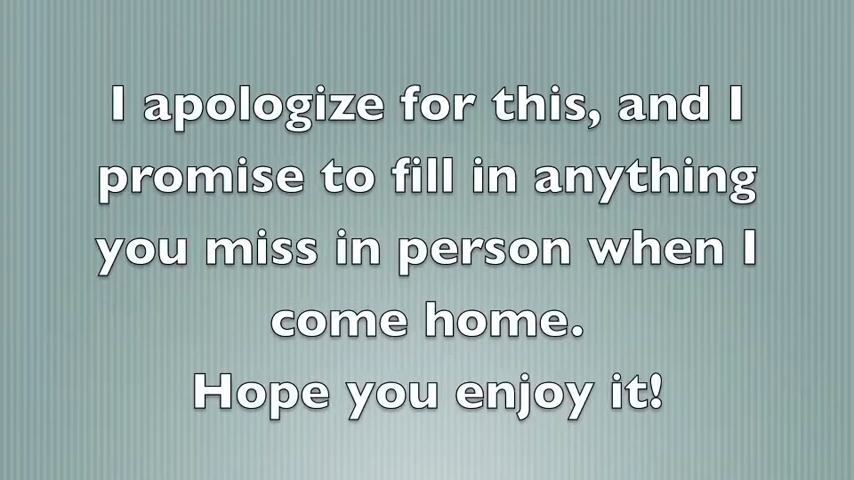 I apologize for this, and I
promise to fill in anything
you miss in person when I
come home.
Hope you enjoy it!